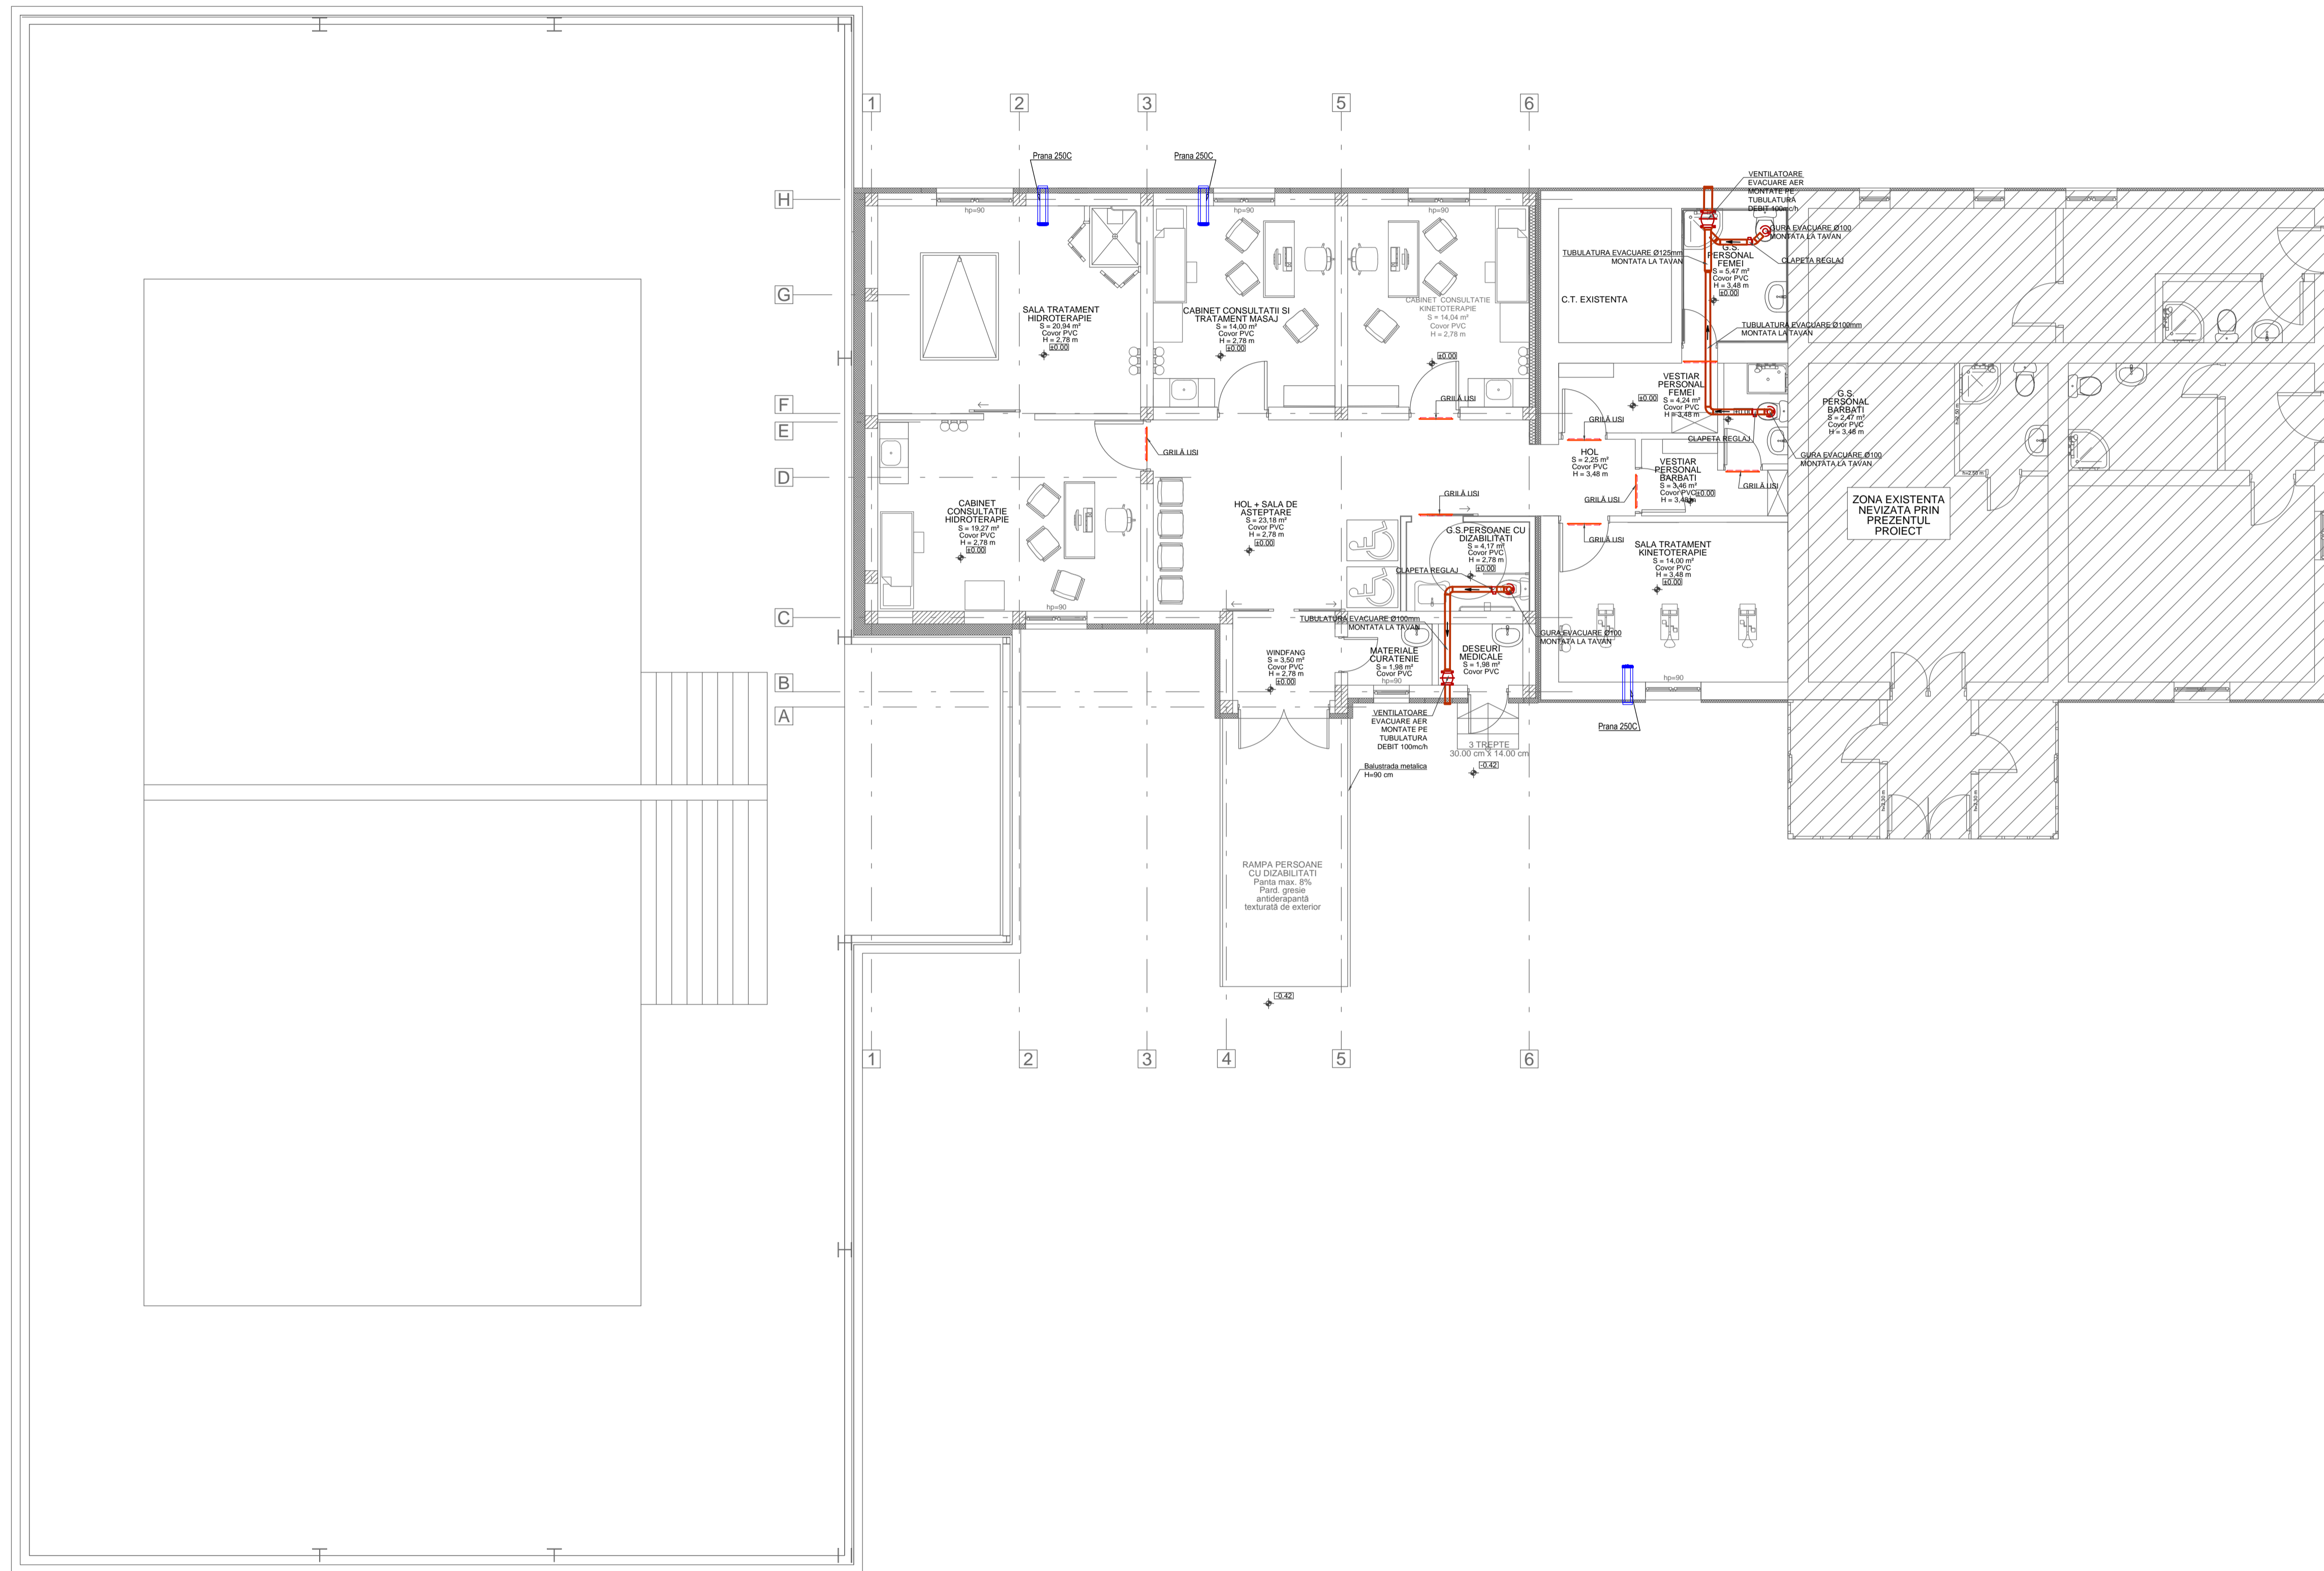 1
2
3
5
6
Prana 250C
Prana 250C
H
G
F
E
D
C
B
A
hp=90
hp=90
hp=90
VENTILATOARE
EVACUARE AER
MONTATE PE
TUBULATURA
DEBIT 100mc/h
GURA EVACUARE Ø100
MONTATA LA TAVAN
TUBULATURA EVACUARE Ø125mm
MONTATA LA TAVAN
CLAPETA REGLAJ
G.S.
PERSONAL
FEMEI
S = 5,47 m²
Covor PVC
H = 3,48 m
±0.00
C.T. EXISTENTA
TUBULATURA EVACUARE Ø100mm
MONTATA LA TAVAN
SALA TRATAMENT
HIDROTERAPIE
S = 20,94 m²
Covor PVC
H = 2,78 m
±0.00
CABINET CONSULTATII SI
TRATAMENT MASAJ
S = 14,00 m²
Covor PVC
H = 2,78 m
±0.00
CABINET CONSULTATIE
KINETOTERAPIE
S = 14,04 m²
Covor PVC
H = 2,78 m
±0.00
VESTIAR
PERSONAL
FEMEI
S = 4,24 m²
Covor PVC
H = 3,48 m
±0.00
G.S.
PERSONAL
BARBATI
S = 2,47 m²
Covor PVC
H = 3,48 m
GRILĂ USI
GRILĂ USI
GRILĂ USI
CLAPETA REGLAJ
GURA EVACUARE Ø100
MONTATA LA TAVAN
HOL
S = 2,25 m²
Covor PVC
H = 3,48 m
VESTIAR
PERSONAL
BARBATI
S = 3,46 m²
Covor PVC
H = 3,48 m
±0.00
GRILĂ USI
GRILĂ USI
GRILĂ USI
GRILĂ USI
h=2,50 m
h=2,50 m
ZONA EXISTENTA
NEVIZATA PRIN
PREZENTUL
PROIECT
CABINET
CONSULTATIE
HIDROTERAPIE
S = 19,27 m²
Covor PVC
H = 2,78 m
±0.00
HOL + SALA DE
ASTEPTARE
S = 23,18 m²
Covor PVC
H = 2,78 m
±0.00
G.S.PERSOANE CU
DIZABILITATI
S = 4,17 m²
Covor PVC
H = 2,78 m
±0.00
CLAPETA REGLAJ
SALA TRATAMENT
KINETOTERAPIE
S = 14,00 m²
Covor PVC
H = 3,48 m
±0.00
hp=90
TUBULATURA EVACUARE Ø100mm
MONTATA LA TAVAN
GURA EVACUARE Ø100
MONTATA LA TAVAN
WINDFANG
S = 3,50 m²
Covor PVC
H = 2,78 m
±0.00
MATERIALE
CURATENIE
S = 1,98 m²
Covor PVC
hp=90
DESEURI
MEDICALE
S = 1,98 m²
Covor PVC
hp=90
Prana 250C
VENTILATOARE
EVACUARE AER
MONTATE PE
TUBULATURA
DEBIT 100mc/h
3 TREPTE
30.00 cm x 14.00 cm
-0.42
Balustrada metalica
H=90 cm
h=3,30 m
h=3,30 m
RAMPA PERSOANE
CU DIZABILITATI
Panta max. 8%
Pard. gresie
antiderapantă
texturată de exterior
-0.42
1
2
3
4
5
6